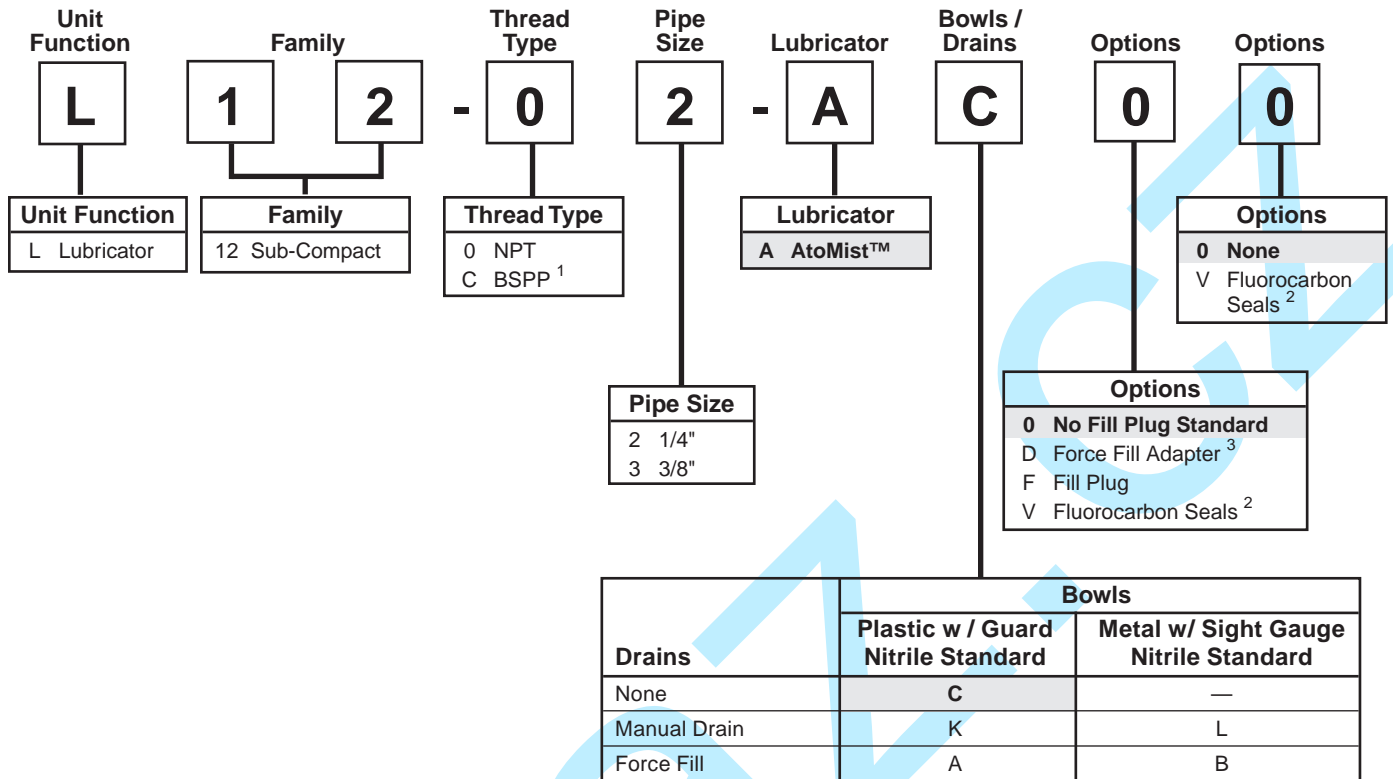 Unit Function
Family
Thread Type
Pipe Size
Lubricator
Bowls / Drains
Options
Options
L 1 2 - 0 2 - A C 0 0
Unit Function
L Lubricator
Family
12 Sub-Compact
Thread Type
0 NPT
C BSPP 1
Lubricator
A AtoMist™
Options
0 None
V Fluorocarbon
Seals 2
Pipe Size
2 1/4"
3 3/8"
Options
0 No Fill Plug Standard
D Force Fill Adapter 3
F Fill Plug
V Fluorocarbon Seals 2
Bowls
Drains
Plastic w / Guard
Nitrile Standard
Metal w/ Sight Gauge
Nitrile Standard
None C —
Manual Drain K L
Force Fill A B